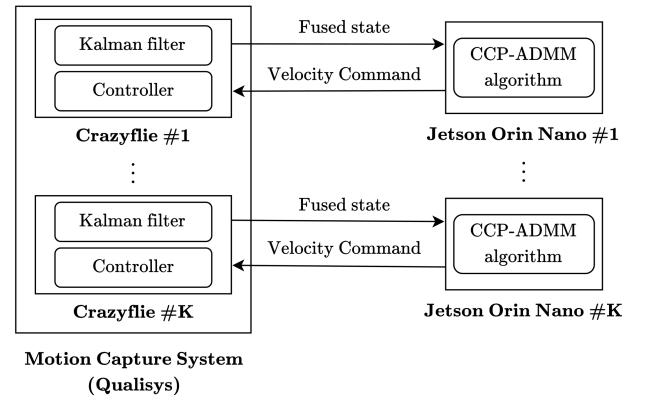 Kalman filter
Controller
Crazyflie #1
Fused state
Velocity Command
CCP-ADMM
algorithm
Jetson Orin Nano #1
Kalman filter
Controller
Crazyflie #K
Fused state
Velocity Command
CCP-ADMM
algorithm
Jetson Orin Nano #K
Motion Capture System
(Qualisys)